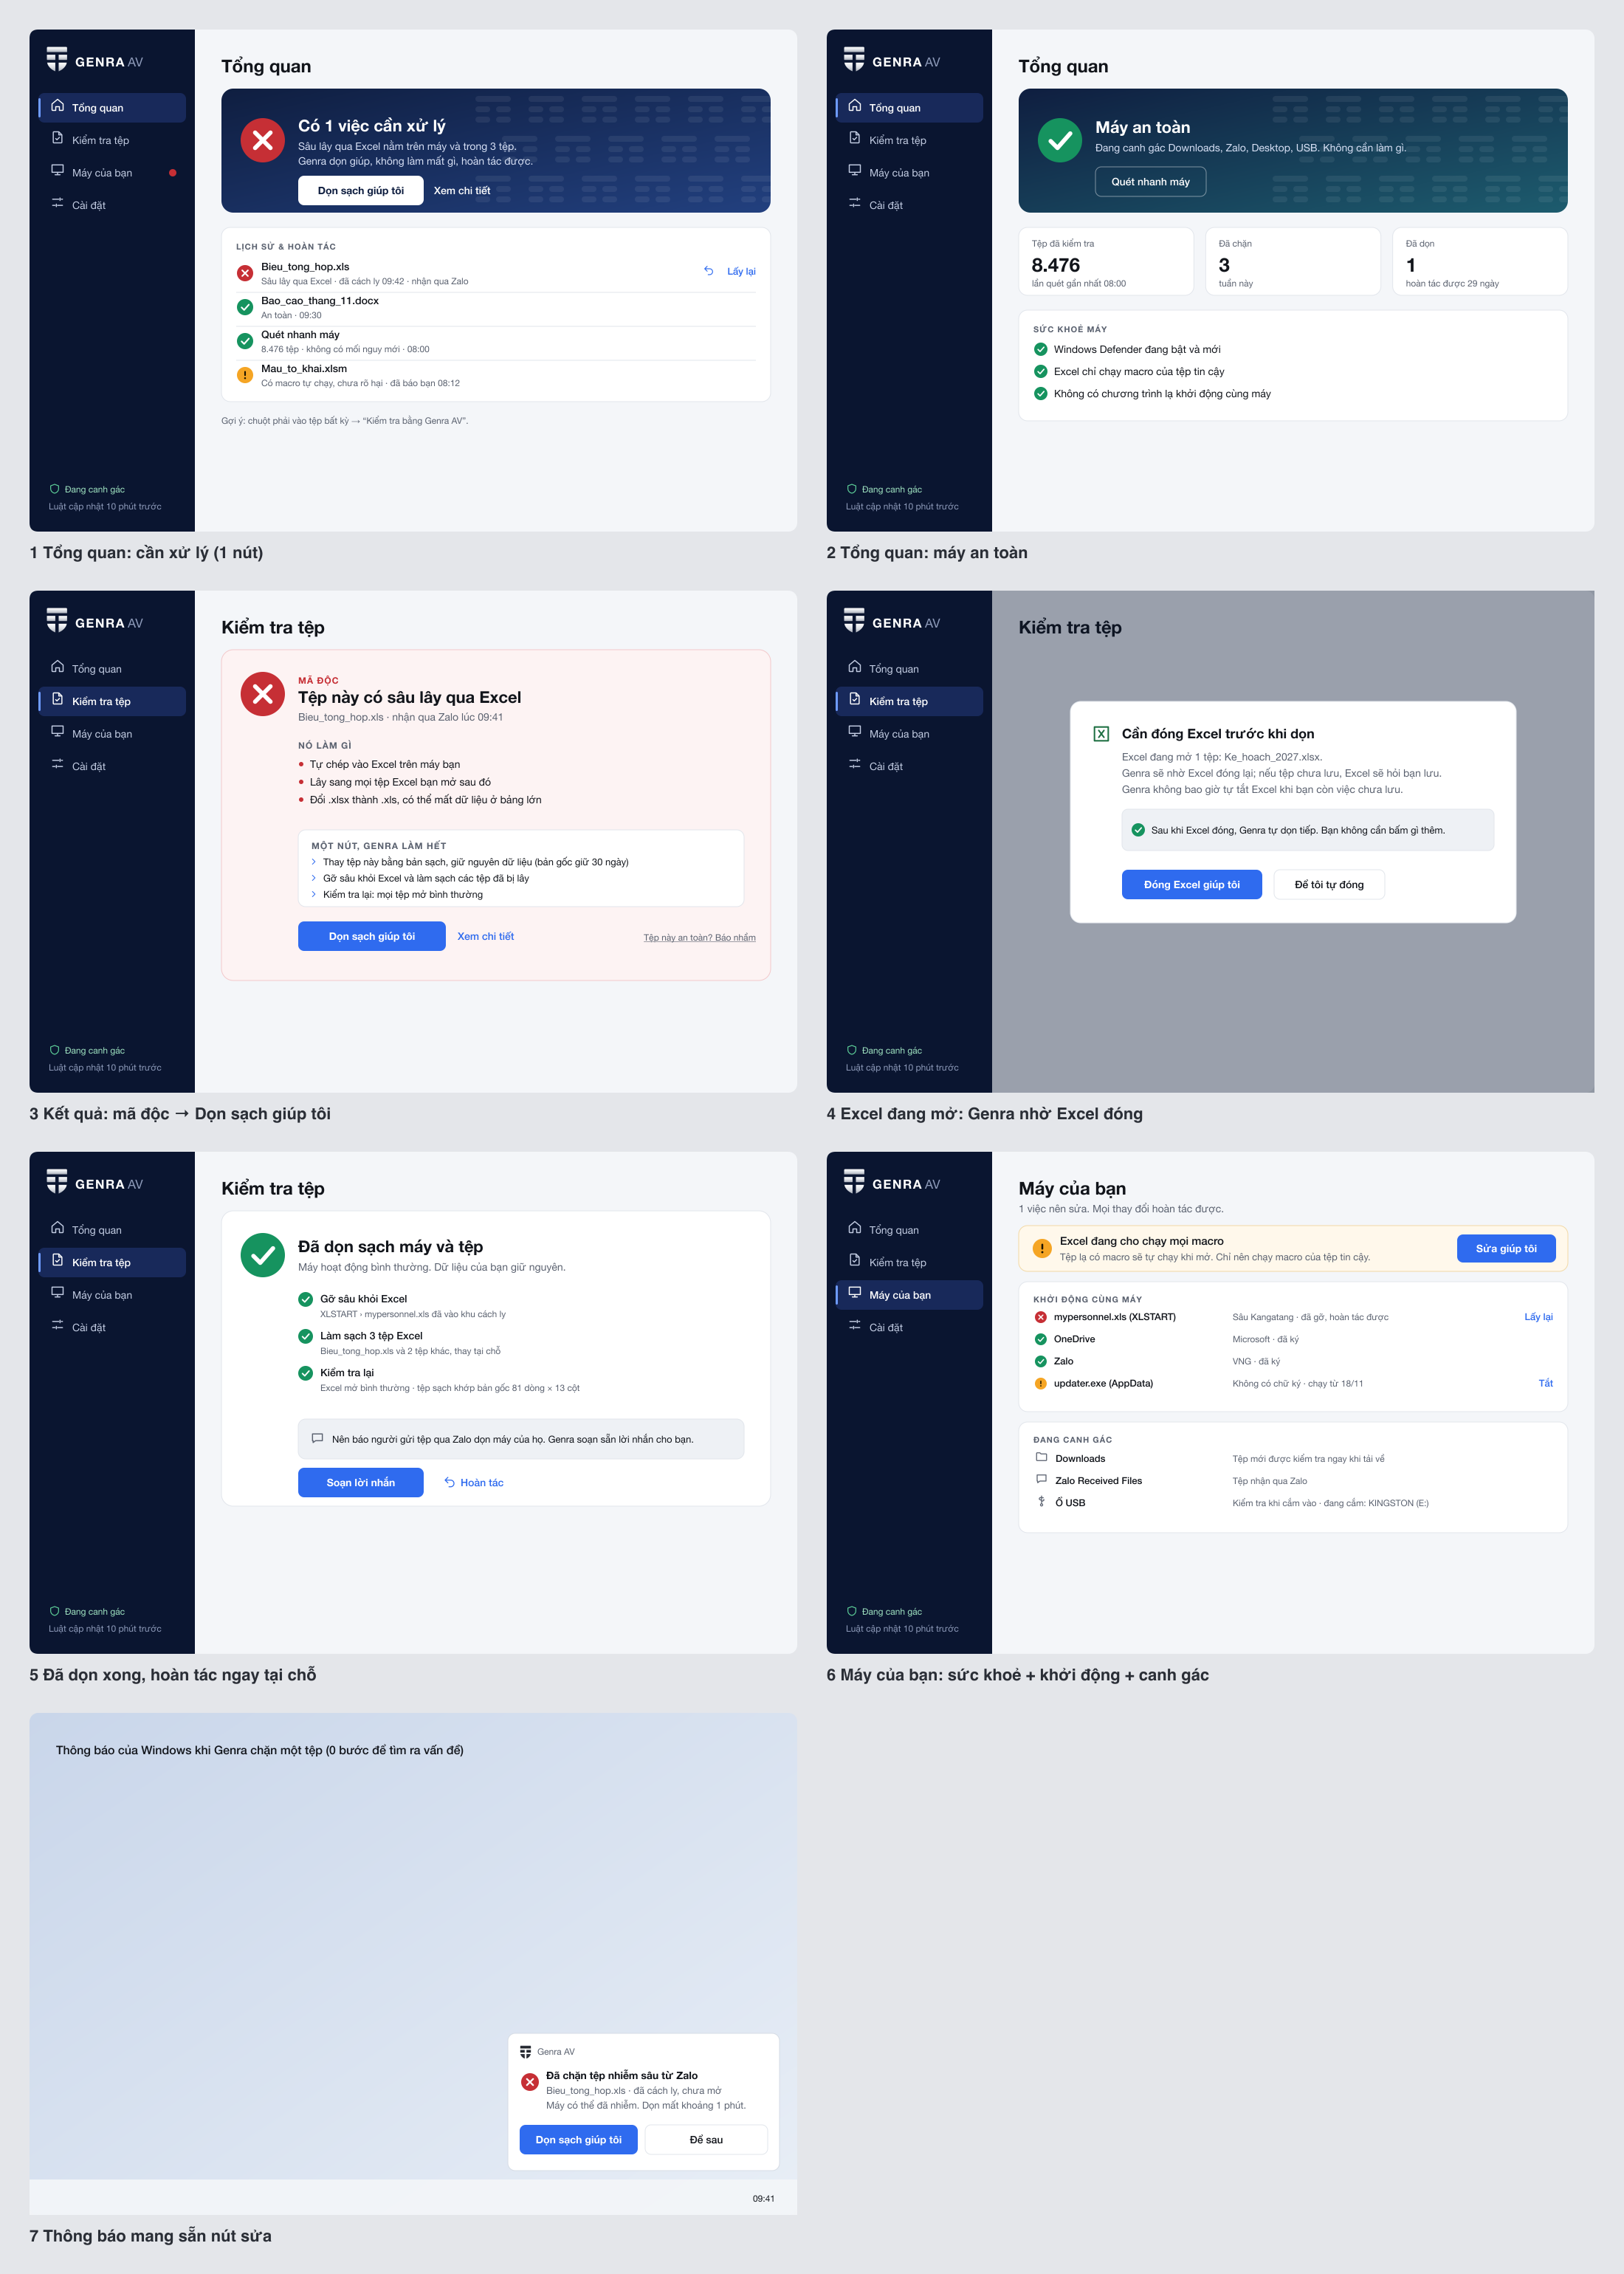 GENRA AV
Tổng quan
Kiểm tra tệp
Máy của bạn
Cài đặt
Đang canh gác
Luật cập nhật 10 phút trước
Tổng quan
Có 1 việc cần xử lý
Sâu lây qua Excel nằm trên máy và trong 3 tệp.
Genra dọn giúp, không làm mất gì, hoàn tác được.
Dọn sạch giúp tôi
Xem chi tiết
LỊCH SỬ & HOÀN TÁC
Bieu_tong_hop.xls
Sâu lây qua Excel · đã cách ly 09:42 · nhận qua Zalo
Lấy lại
Bao_cao_thang_11.docx
An toàn · 09:30
Quét nhanh máy
8.476 tệp · không có mối nguy mới · 08:00
Mau_to_khai.xlsm
Có macro tự chạy, chưa rõ hại · đã báo bạn 08:12
Gợi ý: chuột phải vào tệp bất kỳ → “Kiểm tra bằng Genra AV”.
1 Tổng quan: cần xử lý (1 nút)
GENRA AV
Tổng quan
Kiểm tra tệp
Máy của bạn
Cài đặt
Đang canh gác
Luật cập nhật 10 phút trước
Tổng quan
Máy an toàn
Đang canh gác Downloads, Zalo, Desktop, USB. Không cần làm gì.
Quét nhanh máy
Tệp đã kiểm tra
8.476
lần quét gần nhất 08:00
Đã chặn
3
tuần này
Đã dọn
1
hoàn tác được 29 ngày
SỨC KHOẺ MÁY
Windows Defender đang bật và mới
Excel chỉ chạy macro của tệp tin cậy
Không có chương trình lạ khởi động cùng máy
2 Tổng quan: máy an toàn
GENRA AV
Tổng quan
Kiểm tra tệp
Máy của bạn
Cài đặt
Đang canh gác
Luật cập nhật 10 phút trước
Kiểm tra tệp
MÃ ĐỘC
Tệp này có sâu lây qua Excel
Bieu_tong_hop.xls · nhận qua Zalo lúc 09:41
NÓ LÀM GÌ
Tự chép vào Excel trên máy bạn
Lây sang mọi tệp Excel bạn mở sau đó
Đổi .xlsx thành .xls, có thể mất dữ liệu ở bảng lớn
MỘT NÚT, GENRA LÀM HẾT
Thay tệp này bằng bản sạch, giữ nguyên dữ liệu (bản gốc giữ 30 ngày)
Gỡ sâu khỏi Excel và làm sạch các tệp đã bị lây
Kiểm tra lại: mọi tệp mở bình thường
Dọn sạch giúp tôi
Xem chi tiết
Tệp này an toàn? Báo nhầm
3 Kết quả: mã độc → Dọn sạch giúp tôi
GENRA AV
Tổng quan
Kiểm tra tệp
Máy của bạn
Cài đặt
Đang canh gác
Luật cập nhật 10 phút trước
Kiểm tra tệp
Cần đóng Excel trước khi dọn
Excel đang mở 1 tệp: Ke_hoach_2027.xlsx.
Genra sẽ nhờ Excel đóng lại; nếu tệp chưa lưu, Excel sẽ hỏi bạn lưu.
Genra không bao giờ tự tắt Excel khi bạn còn việc chưa lưu.
Sau khi Excel đóng, Genra tự dọn tiếp. Bạn không cần bấm gì thêm.
Đóng Excel giúp tôi
Để tôi tự đóng
4 Excel đang mở: Genra nhờ Excel đóng
GENRA AV
Tổng quan
Kiểm tra tệp
Máy của bạn
Cài đặt
Đang canh gác
Luật cập nhật 10 phút trước
Kiểm tra tệp
Đã dọn sạch máy và tệp
Máy hoạt động bình thường. Dữ liệu của bạn giữ nguyên.
Gỡ sâu khỏi Excel
XLSTART › mypersonnel.xls đã vào khu cách ly
Làm sạch 3 tệp Excel
Bieu_tong_hop.xls và 2 tệp khác, thay tại chỗ
Kiểm tra lại
Excel mở bình thường · tệp sạch khớp bản gốc 81 dòng × 13 cột
Nên báo người gửi tệp qua Zalo dọn máy của họ. Genra soạn sẵn lời nhắn cho bạn.
Soạn lời nhắn
Hoàn tác
5 Đã dọn xong, hoàn tác ngay tại chỗ
GENRA AV
Tổng quan
Kiểm tra tệp
Máy của bạn
Cài đặt
Đang canh gác
Luật cập nhật 10 phút trước
Máy của bạn
1 việc nên sửa. Mọi thay đổi hoàn tác được.
Excel đang cho chạy mọi macro
Tệp lạ có macro sẽ tự chạy khi mở. Chỉ nên chạy macro của tệp tin cậy.
Sửa giúp tôi
KHỞI ĐỘNG CÙNG MÁY
mypersonnel.xls (XLSTART)
Sâu Kangatang · đã gỡ, hoàn tác được
Lấy lại
OneDrive
Microsoft · đã ký
Zalo
VNG · đã ký
updater.exe (AppData)
Không có chữ ký · chạy từ 18/11
Tắt
ĐANG CANH GÁC
Downloads
Tệp mới được kiểm tra ngay khi tải về
Zalo Received Files
Tệp nhận qua Zalo
Ổ USB
Kiểm tra khi cắm vào · đang cắm: KINGSTON (E:)
6 Máy của bạn: sức khoẻ + khởi động + canh gác
Thông báo của Windows khi Genra chặn một tệp (0 bước để tìm ra vấn đề)
Genra AV
Đã chặn tệp nhiễm sâu từ Zalo
Bieu_tong_hop.xls · đã cách ly, chưa mở
Máy có thể đã nhiễm. Dọn mất khoảng 1 phút.
Dọn sạch giúp tôi
Để sau
09:41
7 Thông báo mang sẵn nút sửa